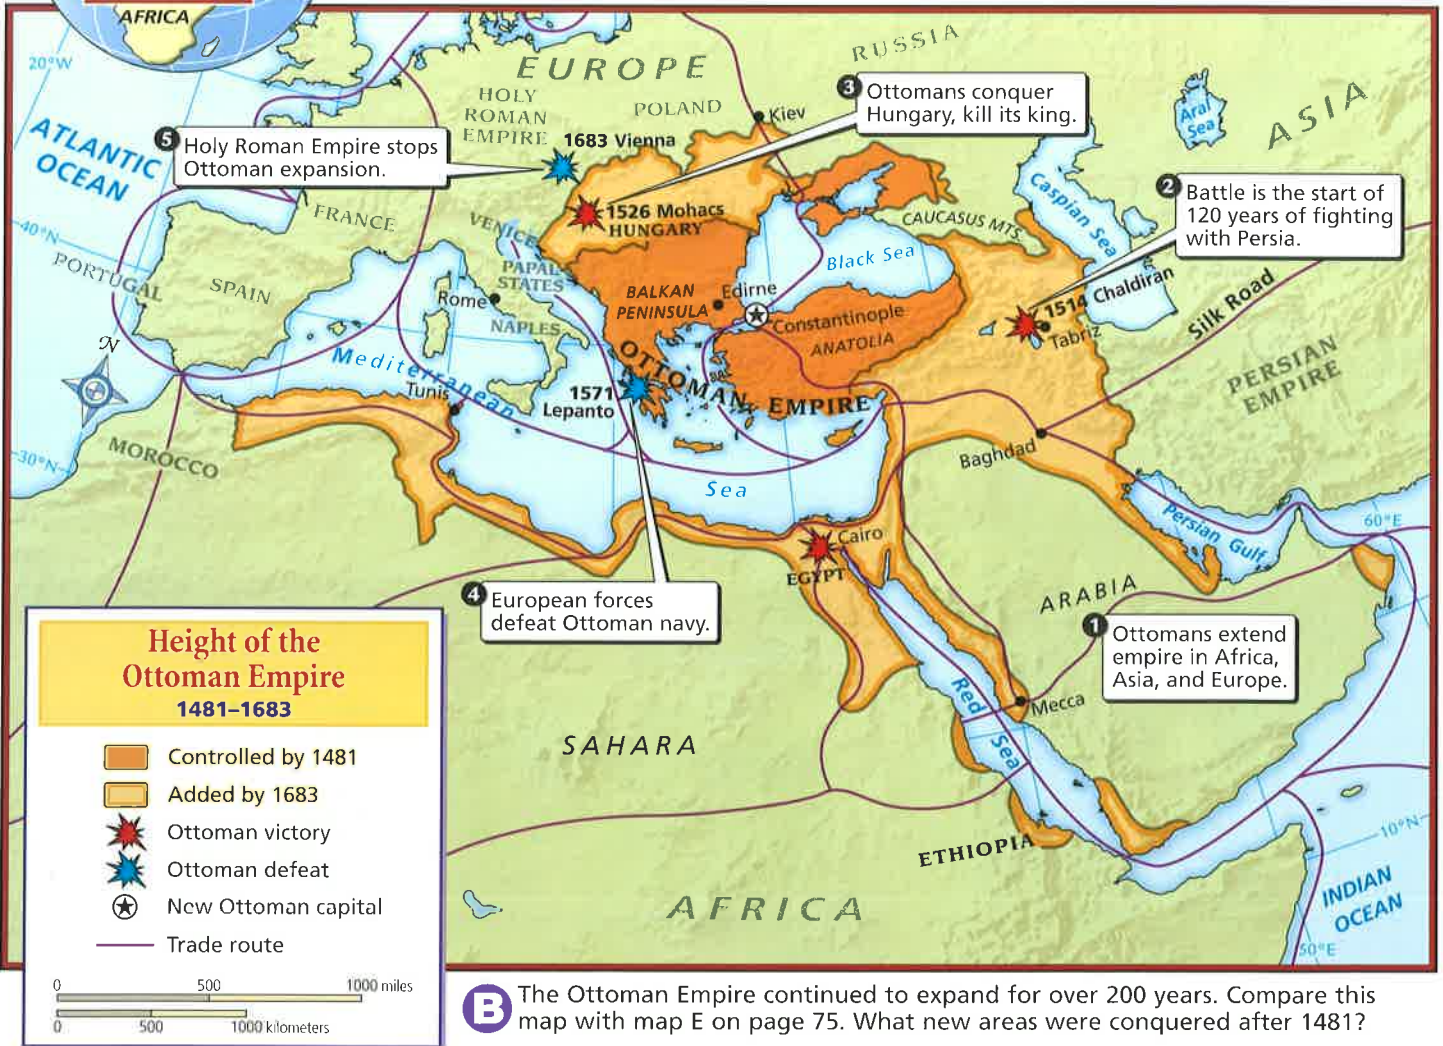 AFRICA
20°W
EUROPE
RUSSIA
ASIA
HOLY
ROMAN
EMPIRE
POLAND
Kiev
3 Ottomans conquer
Hungary, kill its king.
Aral
Sea
ATLANTIC
OCEAN
5 Holy Roman Empire stops
Ottoman expansion.
1683 Vienna
2 Battle is the start of
120 years of fighting
with Persia.
Caspian Sea
CAUCASUS MTS.
FRANCE
VENICE
1526 Mohacs
HUNGARY
40°N
PORTUGAL
SPAIN
PAPAL
STATES
Rome
NAPLES
Black Sea
BALKAN
PENINSULA
Edirne
Constantinople
ANATOLIA
1514 Chaldiran
Tabriz
Silk Road
PERSIAN
EMPIRE
N
Mediterranean
Sea
Tunis
1571
Lepanto
OTTOMAN EMPIRE
MOROCCO
30°N
Baghdad
Persian Gulf
60°E
Cairo
EGYPT
ARABIA
4 European forces
defeat Ottoman navy.
1 Ottomans extend
empire in Africa,
Asia, and Europe.
Mecca
Red
Sea
SAHARA
ETHIOPIA
AFRICA
10°N
INDIAN
OCEAN
50°E
Height of the
Ottoman Empire
1481–1683
Controlled by 1481
Added by 1683
Ottoman victory
Ottoman defeat
New Ottoman capital
Trade route
0 500 1000 miles
0 500 1000 kilometers
B The Ottoman Empire continued to expand for over 200 years. Compare this
map with map E on page 75. What new areas were conquered after 1481?